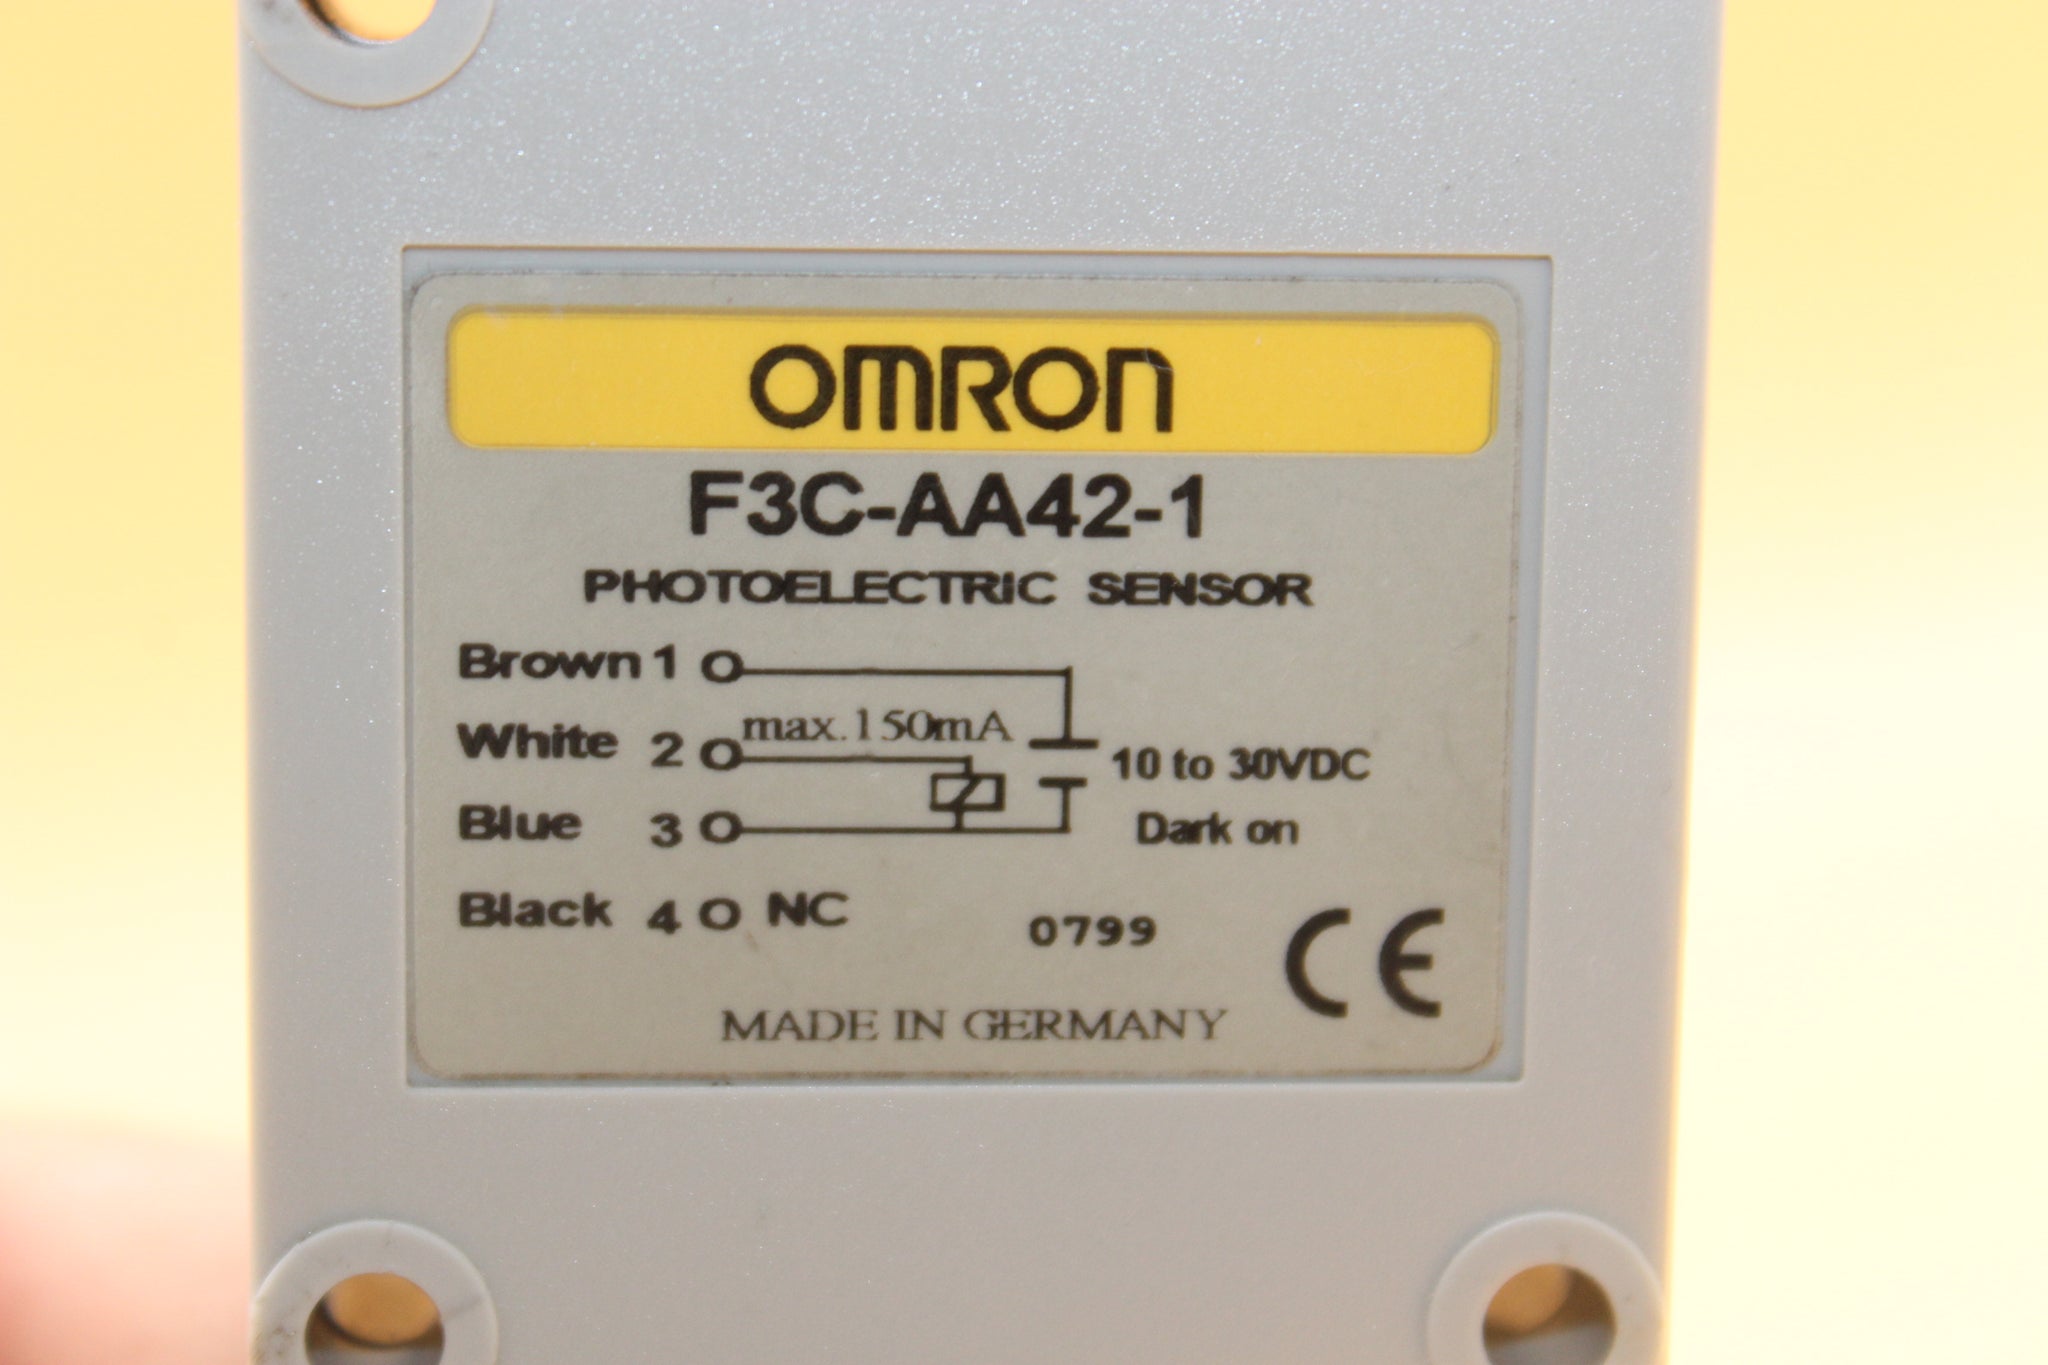 OMRON
F3C-AA42-1
PHOTOELECTRIC SENSOR
Brown 1
max.150mA
White 2
10 to 30VDC
Blue 3
Dark on
Black 4 NC
0799
CE
MADE IN GERMANY